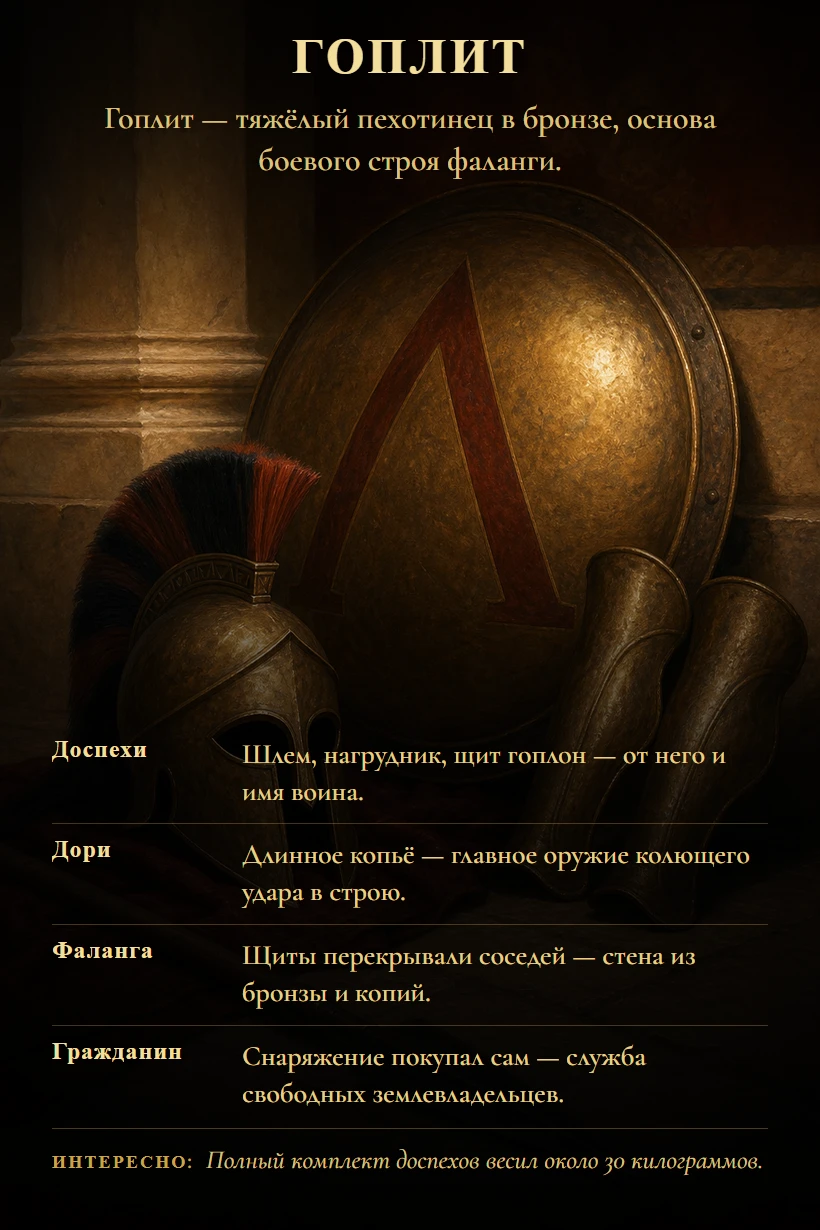 ГОПЛИТ
Гоплит — тяжёлый пехотинец в бронзе, основа
боевого строя фаланги.
Λ
Доспехи
Шлем, нагрудник, щит гоплон — от него и
имя воина.
Дори
Длинное копьё — главное оружие колющего
удара в строю.
Фаланга
Щиты перекрывали соседей — стена из
бронзы и копий.
Гражданин
Снаряжение покупал сам — служба
свободных землевладельцев.
ИНТЕРЕСНО: Полный комплект доспехов весил около 30 килограммов.